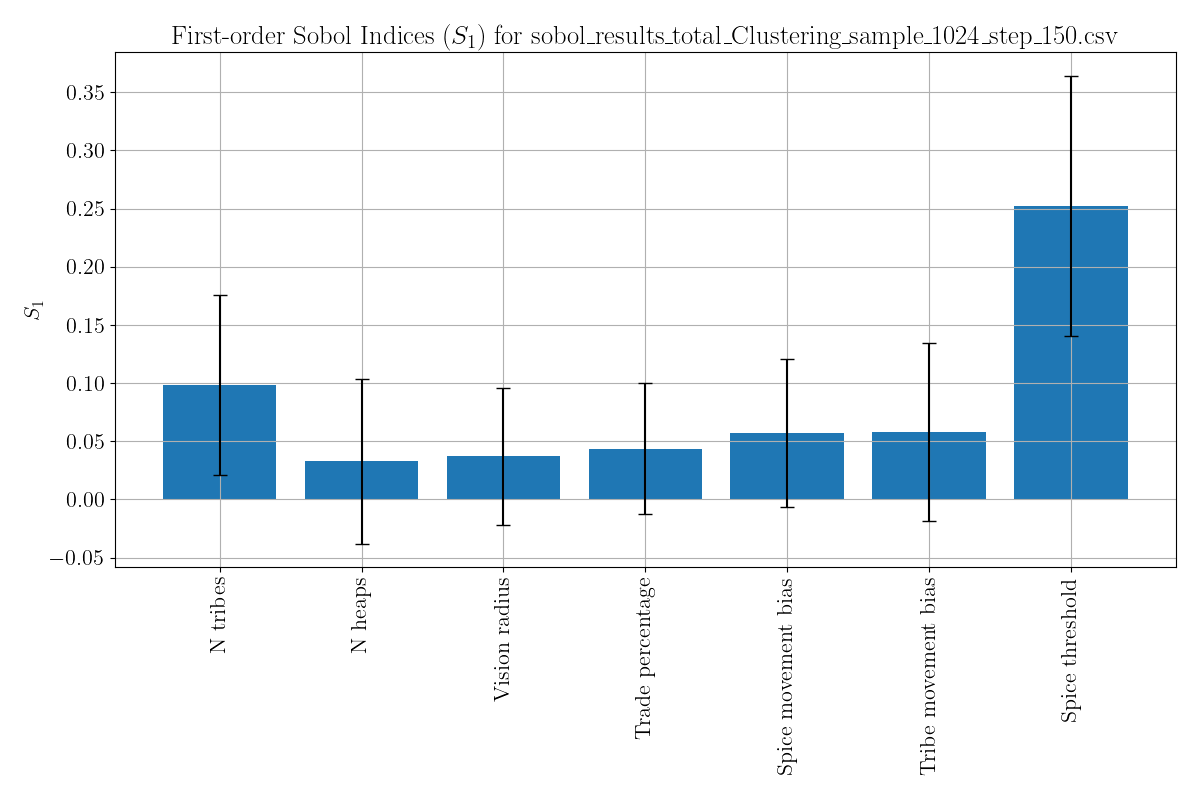 First-order Sobol Indices (S₁) for sobol_results_total_Clustering_sample_1024_step_150.csv
S₁
0.35
0.30
0.25
0.20
0.15
0.10
0.05
0.00
−0.05
N tribes
N heaps
Vision radius
Trade percentage
Spice movement bias
Tribe movement bias
Spice threshold